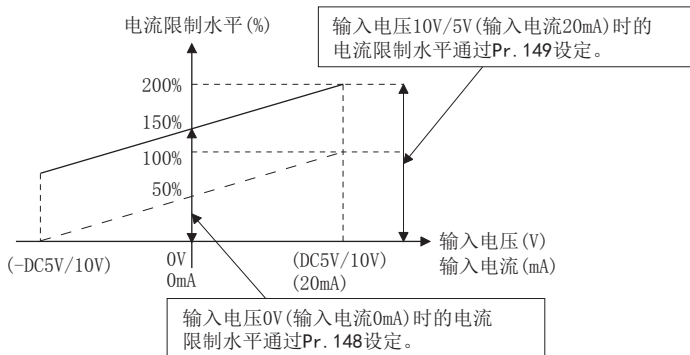 电流限制水平(%)
输入电压10V/5V(输入电流20mA)时的
电流限制水平通过Pr.149设定。
200%
150%
100%
50%
(-DC5V/10V)
0V
0mA
(DC5V/10V)
(20mA)
输入电压(V)
输入电流(mA)
输入电压0V(输入电流0mA)时的电流
限制水平通过Pr.148设定。